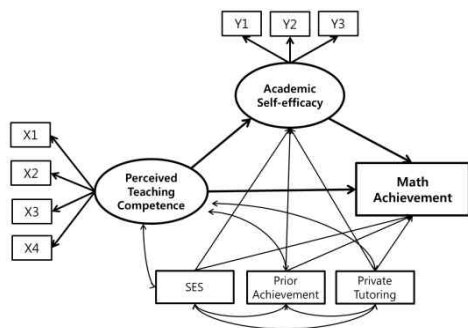 Y1
Y2
Y3
Academic
Self-efficacy
X1
X2
X3
X4
Perceived
Teaching
Competence
Math
Achievement
SES
Prior
Achievement
Private
Tutoring